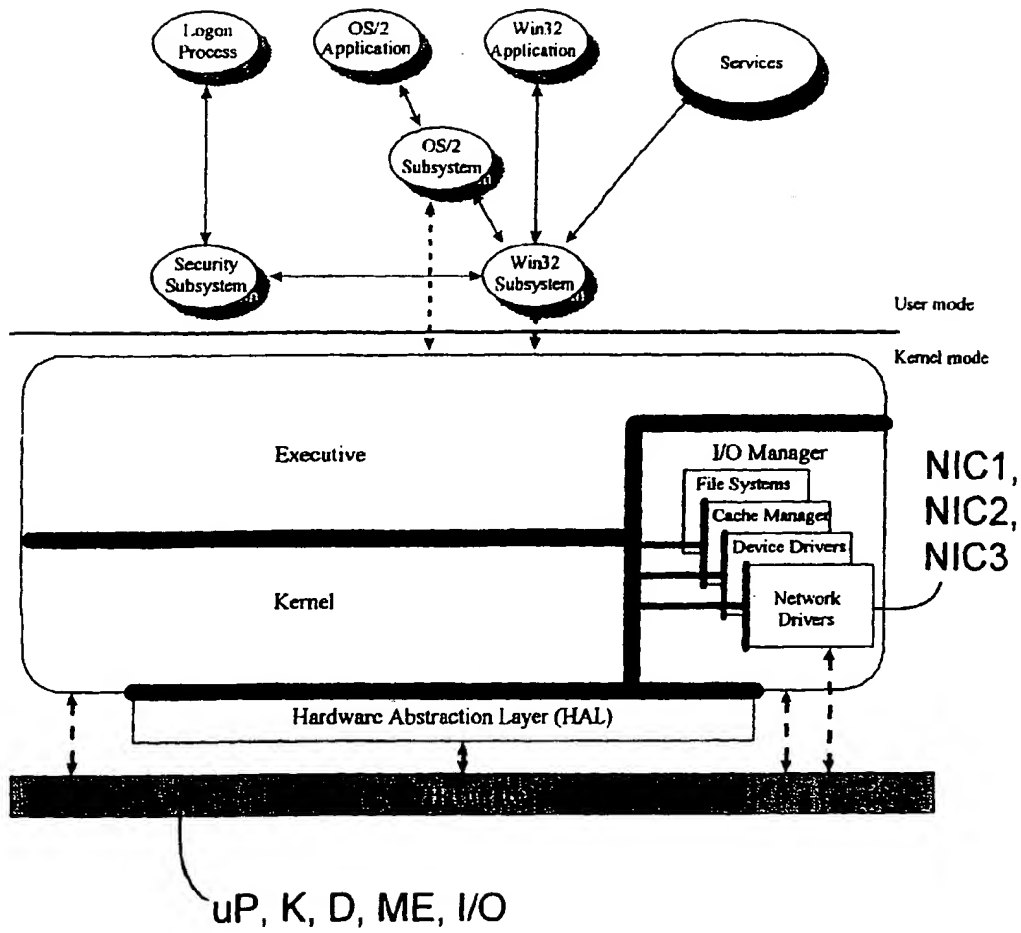 Logon
Process
OS/2
Application
Win32
Application
Services
OS/2
Subsystem
Security
Subsystem
Win32
Subsystem
User mode
Kernel mode
Executive
I/O Manager
File Systems
Cache Manager
Device Drivers
Network
Drivers
Kernel
NIC1,
NIC2,
NIC3
Hardware Abstraction Layer (HAL)
uP, K, D, ME, I/O